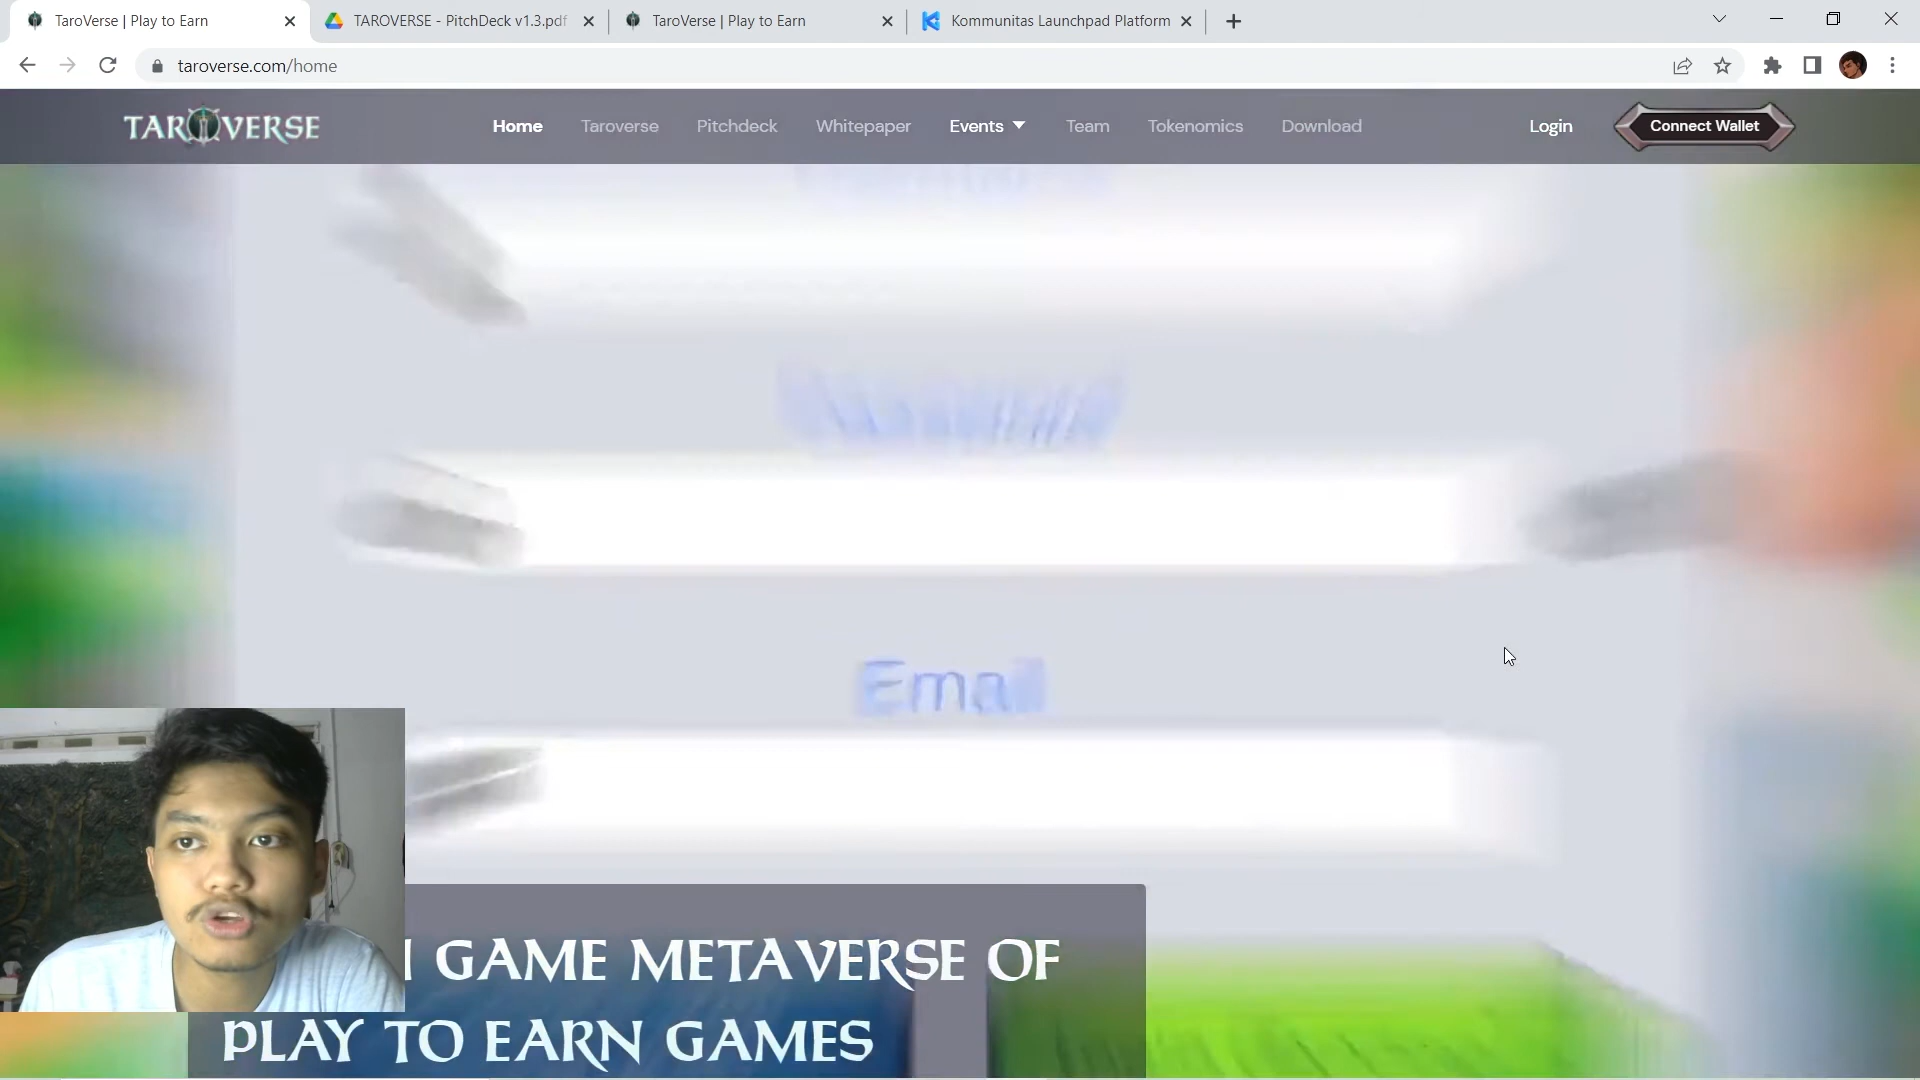 TaroVerse | Play to Earn
TAROVERSE - PitchDeck v1.3.pdf
TaroVerse | Play to Earn
Kommunitas Launchpad Platform
taroverse.com/home
TAROVERSE
Home
Taroverse
Pitchdeck
Whitepaper
Events
Team
Tokenomics
Download
Login
Connect Wallet
Email
GAME METAVERSE OF
PLAY TO EARN GAMES